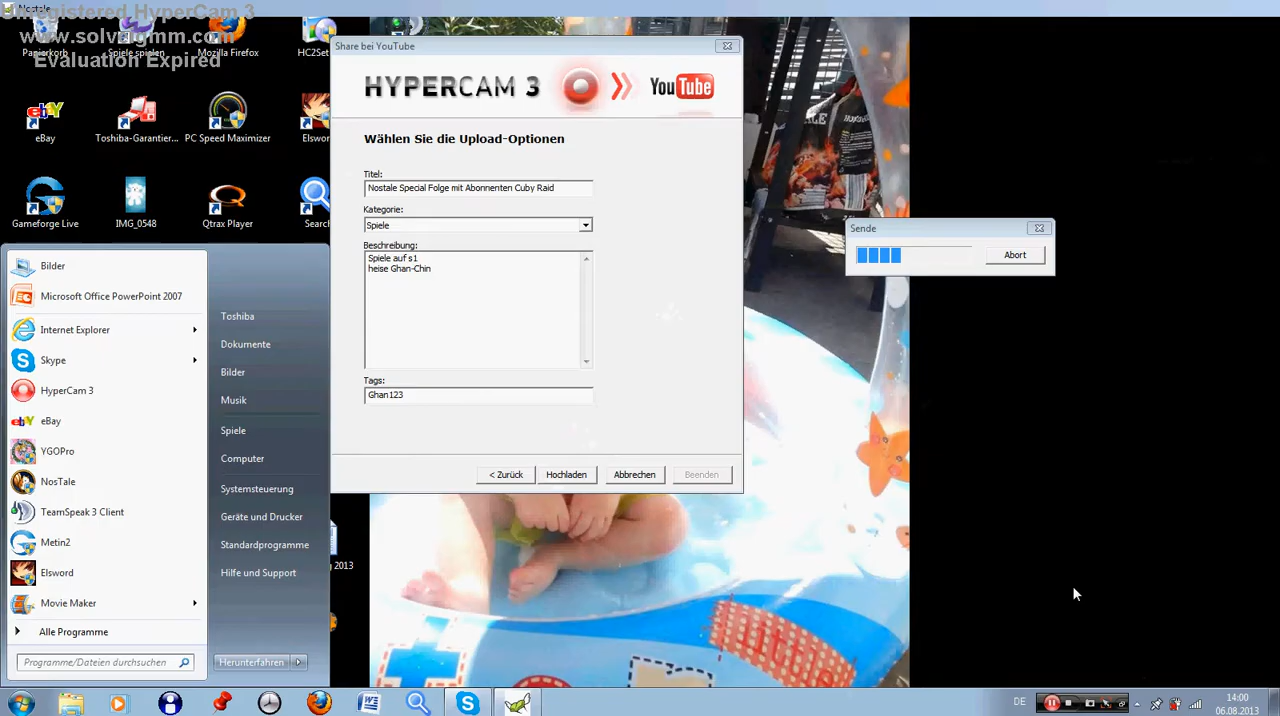 Nostale
Unregistered HyperCam 3
www.solveigmm.com
Evaluation Expired
Papierkorb
Spiele spielen
Mozilla Firefox
HC2Set
eBay
Toshiba-Garantier...
PC Speed Maximizer
Elswor
Gameforge Live
IMG_0548
Qtrax Player
Search
Share bei YouTube
HYPERCAM 3
YouTube
Wählen Sie die Upload-Optionen
Titel:
Nostale Special Folge mit Abonnenten Cuby Raid
Kategorie:
Spiele
Beschreibung:
Spiele auf s1
heise Ghan-Chin
Tags:
Ghan123
< Zurück
Hochladen
Abbrechen
Beenden
Sende
Abort
Bilder
Microsoft Office PowerPoint 2007
Internet Explorer
Skype
HyperCam 3
eBay
YGOPro
NosTale
TeamSpeak 3 Client
Metin2
Elsword
Movie Maker
Alle Programme
Programme/Dateien durchsuchen
Toshiba
Dokumente
Bilder
Musik
Spiele
Computer
Systemsteuerung
Geräte und Drucker
Standardprogramme
Hilfe und Support
Herunterfahren
2013
DE
14:00
06.08.2013